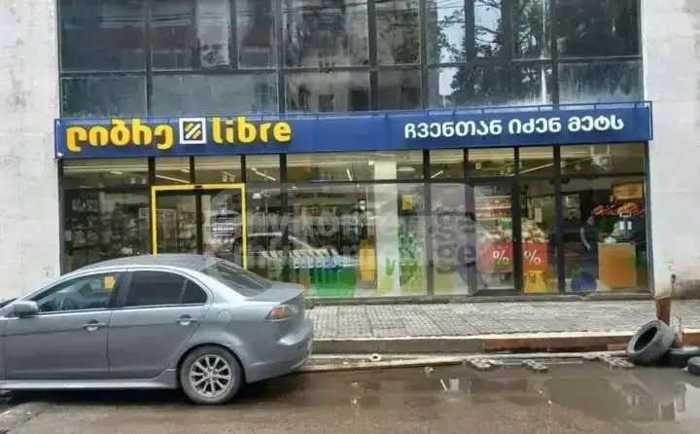 ლიბრე libre
ჩვენთან იძენ მეტს
% %